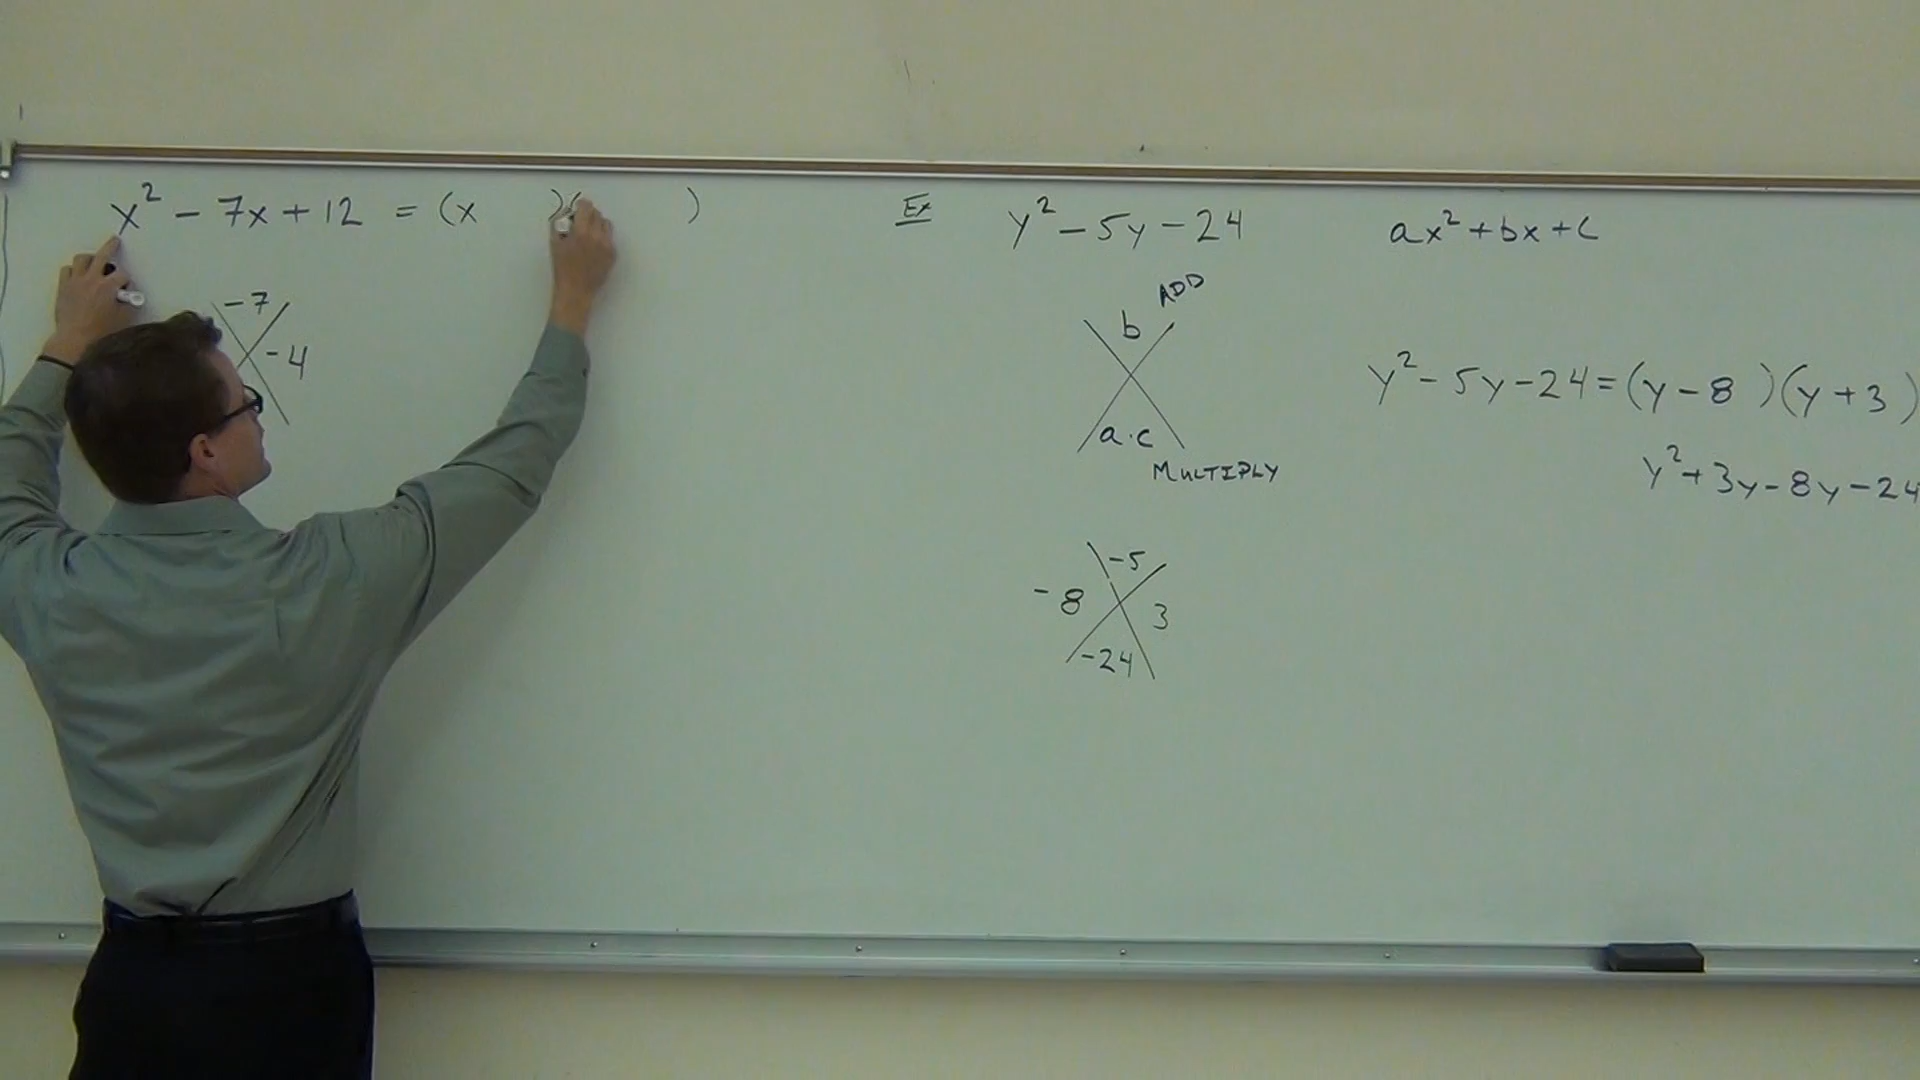 x² - 7x + 12 = (x )( )
-7
-4
Ex y² - 5y - 24
ADD
b
a·c
MULTIPLY
-5
-8 3
-24
ax² + bx + c
y² - 5y - 24 = (y - 8 )(y + 3 )
y² + 3y - 8y - 24